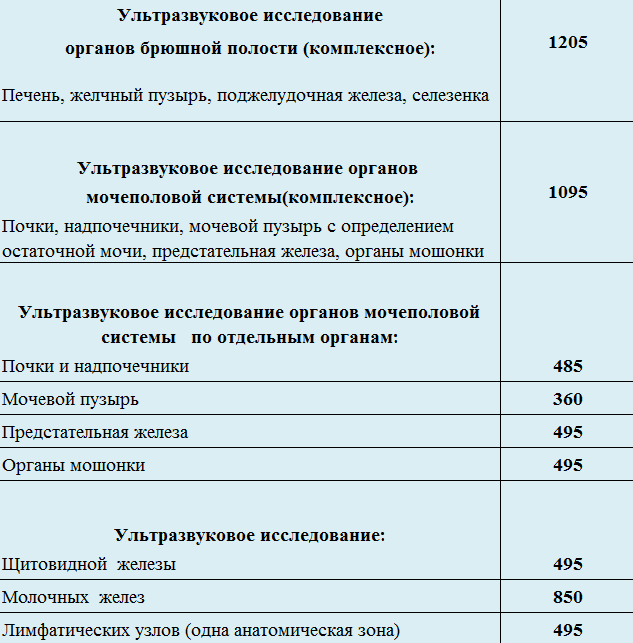 Ультразвуковое исследование
органов брюшной полости (комплексное):
1205
Печень, желчный пузырь, поджелудочная железа, селезенка
Ультразвуковое исследование органов
мочеполовой системы(комплексное):
1095
Почки, надпочечники, мочевой пузырь с определением
остаточной мочи, предстательная железа, органы мошонки
Ультразвуковое исследование органов мочеполовой
системы по отдельным органам:
Почки и надпочечники 485
Мочевой пузырь 360
Предстательная железа 495
Органы мошонки 495
Ультразвуковое исследование:
Щитовидной железы 495
Молочных желез 850
Лимфатических узлов (одна анатомическая зона) 495